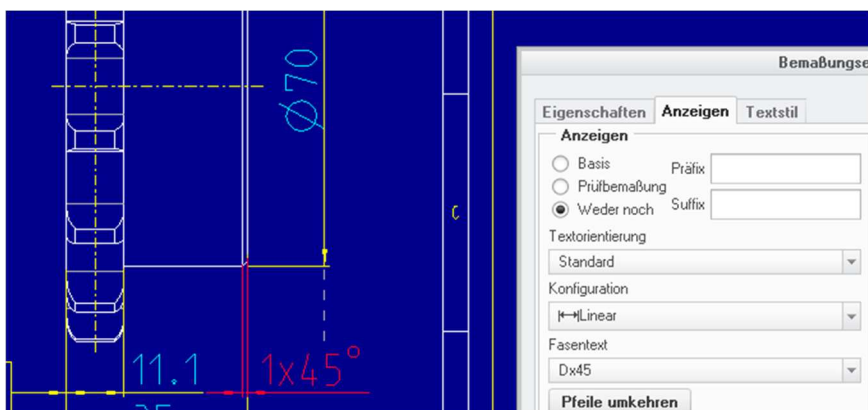 Ø70
C
11.1
1x45°
Eigenschaften
Anzeigen
Textstil
Anzeigen
Basis
Prüfbemaßung
Weder noch
Präfix
Suffix
Textorientierung
Standard
Konfiguration
Linear
Fasentext
Dx45
Pfeile umkehren